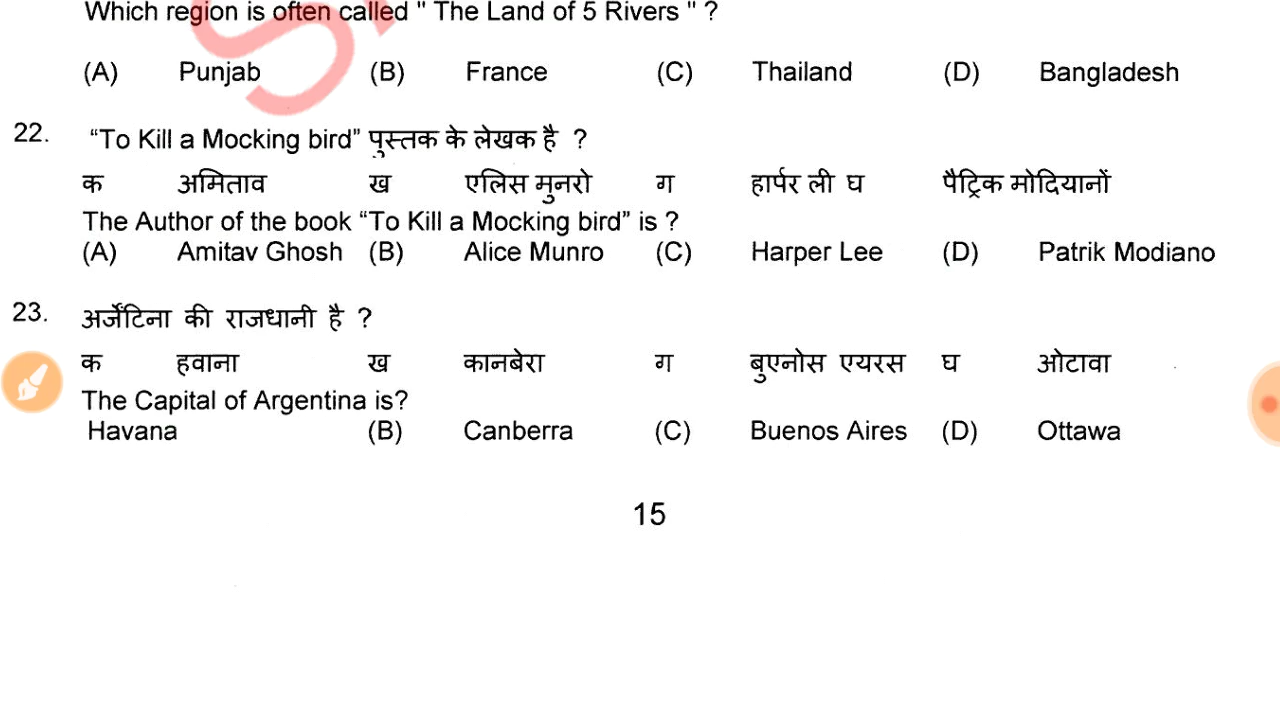 Which region is often called " The Land of 5 Rivers " ?
(A) Punjab (B) France (C) Thailand (D) Bangladesh
22. “To Kill a Mocking bird” पुस्तक के लेखक है ?
क अमिताव ख एलिस मुनरो ग हार्पर ली घ पैट्रिक मोदियानों
The Author of the book “To Kill a Mocking bird” is ?
(A) Amitav Ghosh (B) Alice Munro (C) Harper Lee (D) Patrik Modiano
23. अर्जेंटिना की राजधानी है ?
क हवाना ख कानबेरा ग बुएनोस एयरस घ ओटावा
The Capital of Argentina is?
Havana (B) Canberra (C) Buenos Aires (D) Ottawa
15